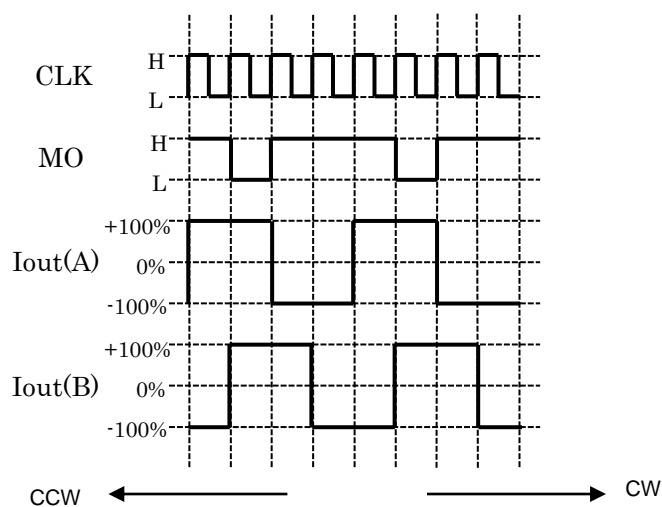 CLK
H
L
MO
H
L
Iout(A)
+100%
0%
-100%
Iout(B)
+100%
0%
-100%
CCW
CW